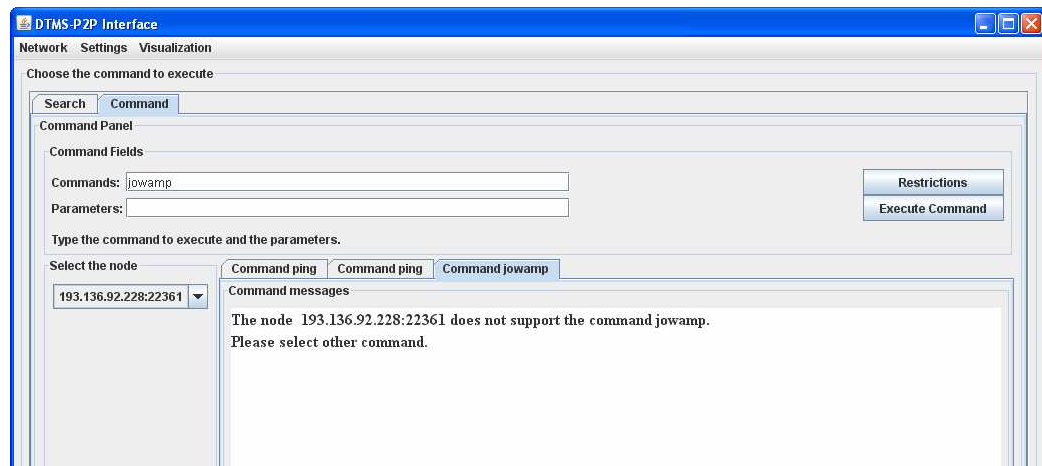 DTMS-P2P Interface
Network Settings Visualization
Choose the command to execute
Search Command
Command Panel
Command Fields
Commands: jowamp
Restrictions
Parameters:
Execute Command
Type the command to execute and the parameters.
Select the node
193.136.92.228:22361
Command ping Command ping Command jowamp
Command messages
The node 193.136.92.228:22361 does not support the command jowamp.
Please select other command.